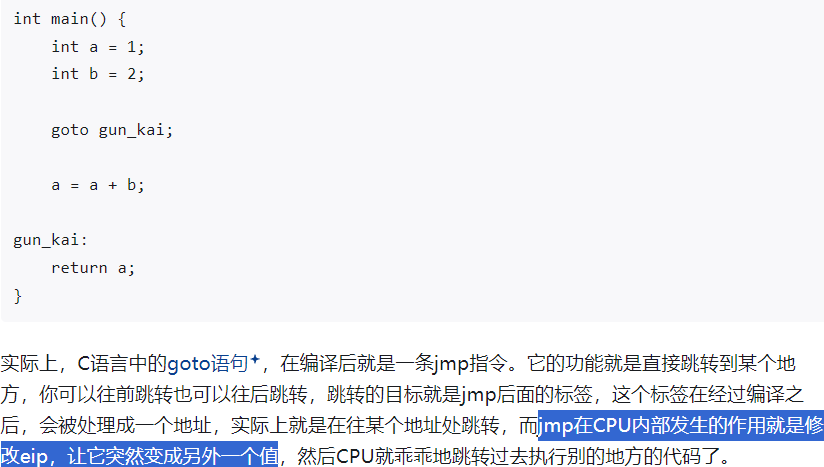 int main() {
    int a = 1;
    int b = 2;
    goto gun_kai;
    a = a + b;
gun_kai:
    return a;
}
实际上，C语言中的goto语句，在编译后就是一条jmp指令。它的功能就是直接跳转到某个地
方，你可以往前跳转也可以往后跳转，跳转的目标就是jmp后面的标签，这个标签在经过编译之
后，会被处理成一个地址，实际上就是在往某个地址处跳转，而jmp在CPU内部发生的作用就是修
改eip，让它突然变成另外一个值，然后CPU就乖乖地跳转过去执行别的地方的代码了。